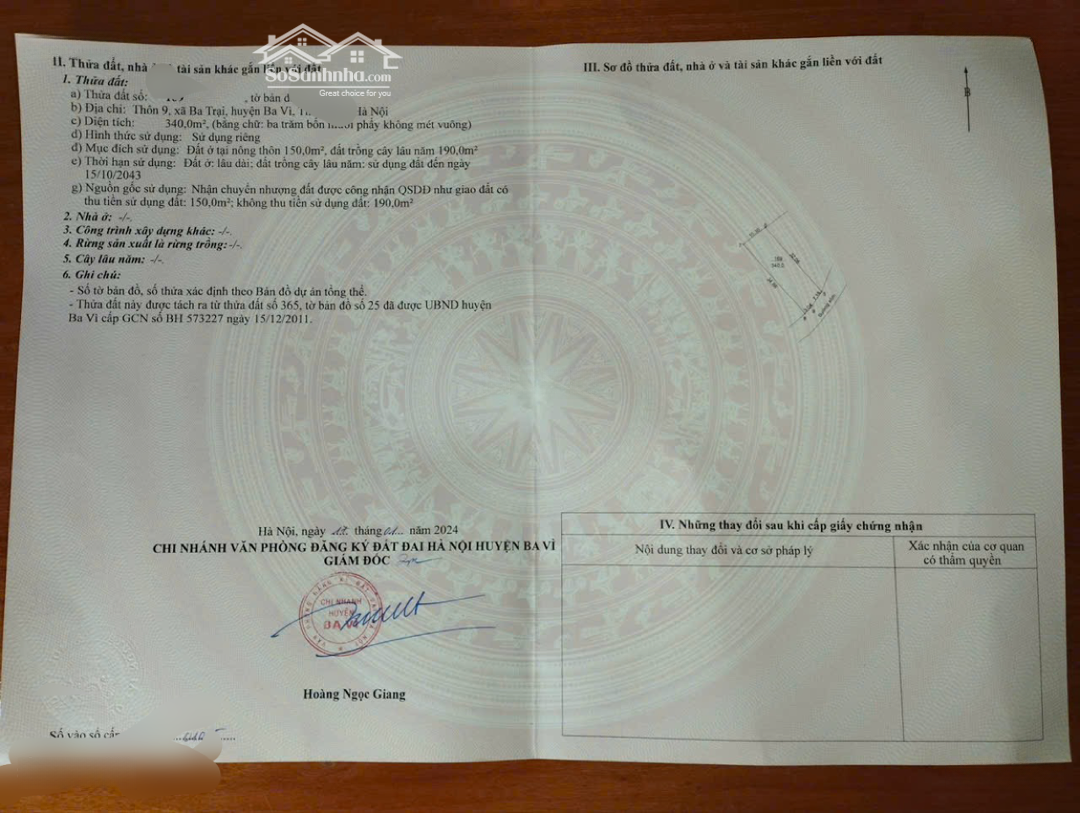 II. Thửa đất, nhà tài sản khác gắn liền với đất
SoSanhnha.com
Great choice for you
1. Thửa đất:
a) Thửa đất số: , tờ bản đ
b) Địa chỉ: Thôn 9, xã Ba Trại, huyện Ba Vì, Hà Nội
c) Diện tích: 340,0m², (bằng chữ: ba trăm bốn mươi phẩy không mét vuông)
d) Hình thức sử dụng: Sử dụng riêng
đ) Mục đích sử dụng: Đất ở tại nông thôn 150,0m², đất trồng cây lâu năm 190,0m²
e) Thời hạn sử dụng: Đất ở: lâu dài; đất trồng cây lâu năm: sử dụng đất đến ngày
15/10/2043
g) Nguồn gốc sử dụng: Nhận chuyển nhượng đất được công nhận QSDĐ như giao đất có
thu tiền sử dụng đất: 150,0m²; không thu tiền sử dụng đất: 190,0m²
2. Nhà ở: -/-.
3. Công trình xây dựng khác: -/-.
4. Rừng sản xuất là rừng trồng: -/-.
5. Cây lâu năm: -/-.
6. Ghi chú:
- Số tờ bản đồ, số thửa xác định theo Bản đồ dự án tổng thể.
- Thửa đất này được tách ra từ thửa đất số 365, tờ bản đồ số 25 đã được UBND huyện
Ba Vì cấp GCN số BH 573227 ngày 15/12/2011.
Hà Nội, ngày tháng năm 2024
CHI NHÁNH VĂN PHÒNG ĐĂNG KÝ ĐẤT ĐAI HÀ NỘI HUYỆN BA VÌ
GIÁM ĐỐC
CHI NHÁNH
HUYỆN
BA VÌ
Hoàng Ngọc Giang
Số vào sổ cấp
III. Sơ đồ thửa đất, nhà ở và tài sản khác gắn liền với đất
B
IV. Những thay đổi sau khi cấp giấy chứng nhận
Nội dung thay đổi và cơ sở pháp lý
Xác nhận của cơ quan
có thẩm quyền